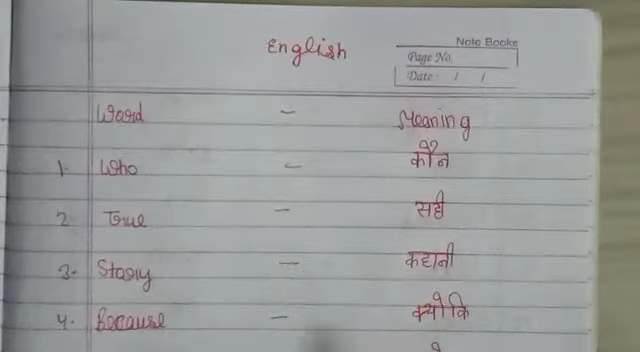 English
Note Books
Page No.
Date: / /
Word - Meaning
1. Who - कौन
2. True - सही
3. Story - कहानी
4. Because - क्योकि